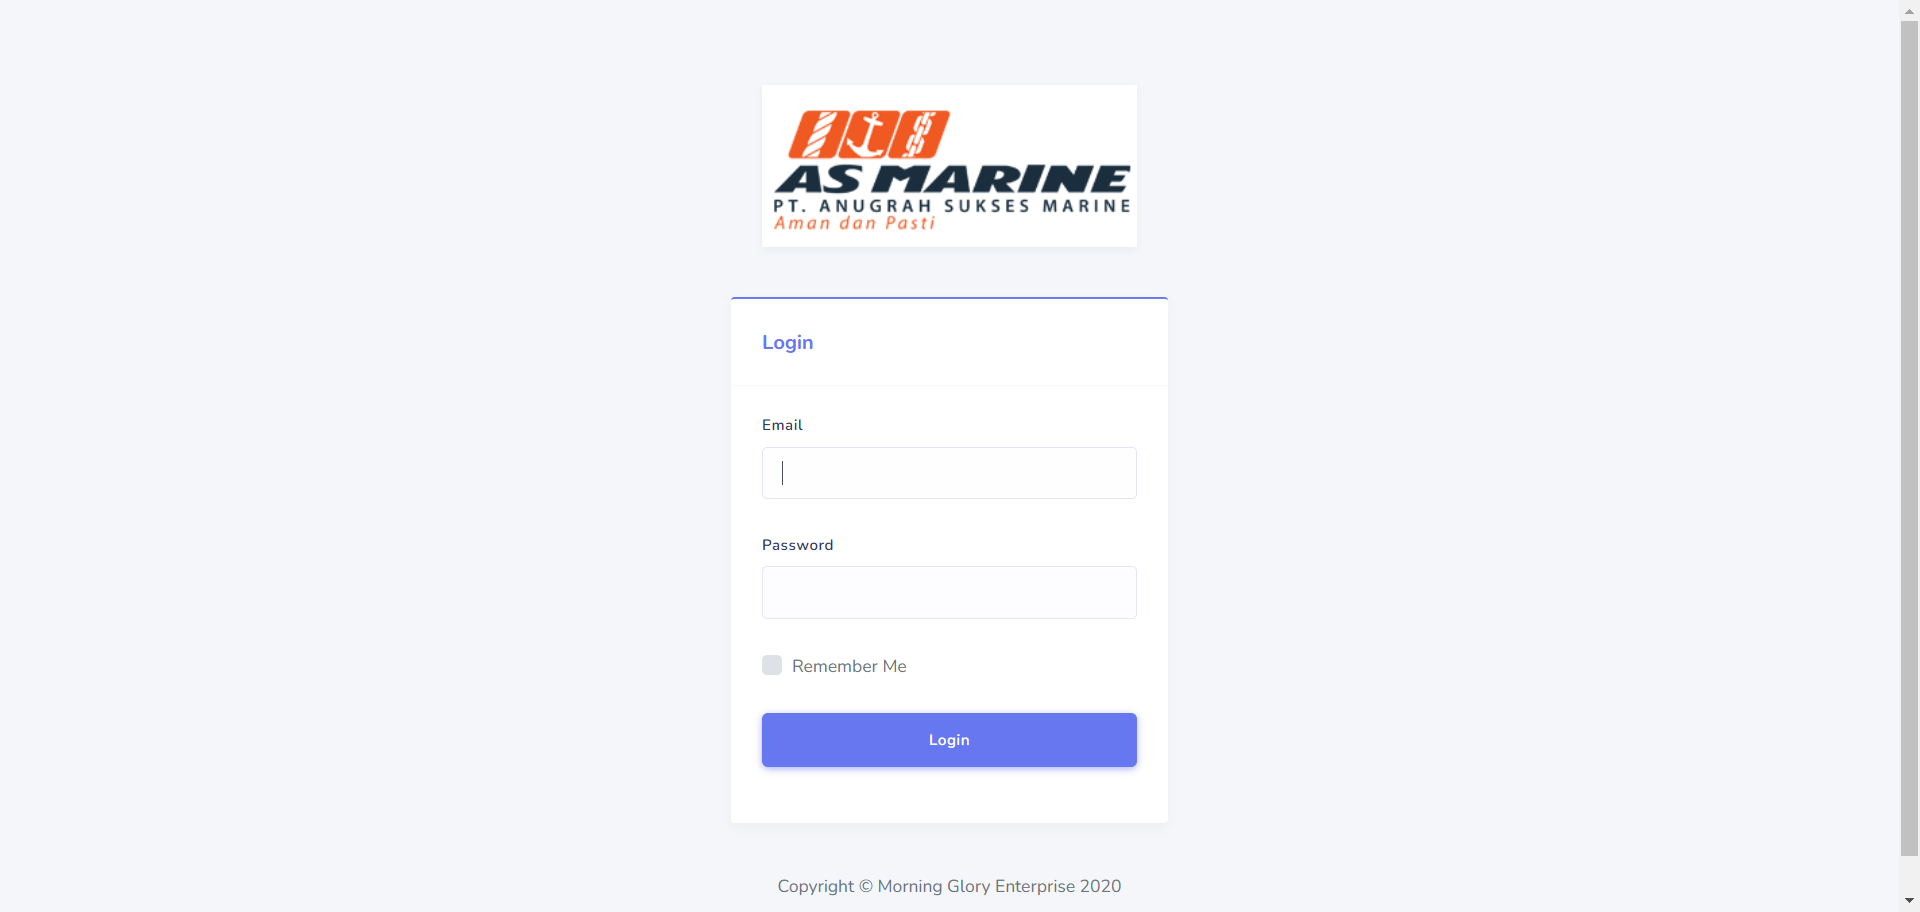 AS MARINE
PT. ANUGRAH SUKSES MARINE
Aman dan Pasti
Login
Email
Password
Remember Me
Login
Copyright © Morning Glory Enterprise 2020